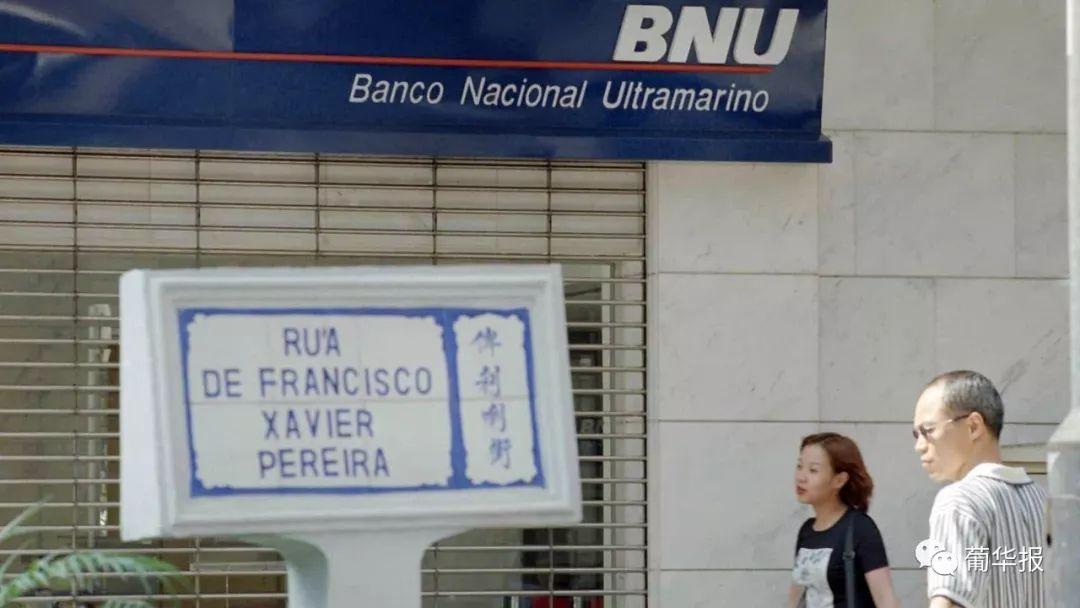 BNU
Banco Nacional Ultramarino
RUA
DE FRANCISCO
XAVIER
PEREIRA
俾利喇街
葡华报